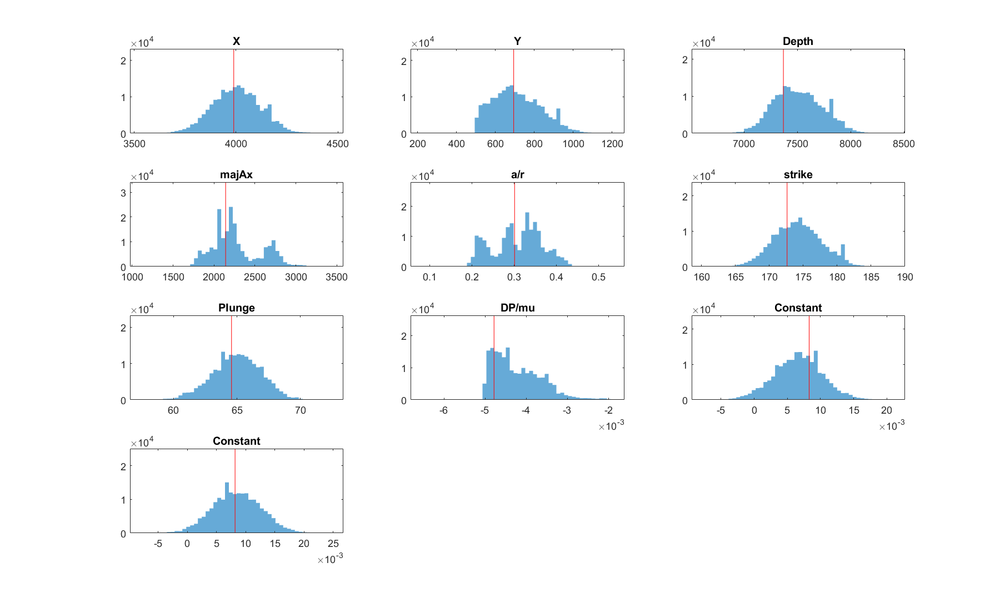 X
×10^4
2
1
0
3500 4000 4500
Y
×10^4
2
1
0
200 400 600 800 1000 1200
Depth
×10^4
2
1
0
7000 7500 8000 8500
majAx
×10^4
3
2
1
0
1000 1500 2000 2500 3000 3500
a/r
×10^4
2
1
0
0.1 0.2 0.3 0.4 0.5
strike
×10^4
2
1
0
160 165 170 175 180 185 190
Plunge
×10^4
2
1
0
60 65 70
DP/mu
×10^4
2
1
0
-6 -5 -4 -3 -2
×10^-3
Constant
×10^4
2
1
0
-5 0 5 10 15 20
×10^-3
Constant
×10^4
2
1
0
-5 0 5 10 15 20 25
×10^-3